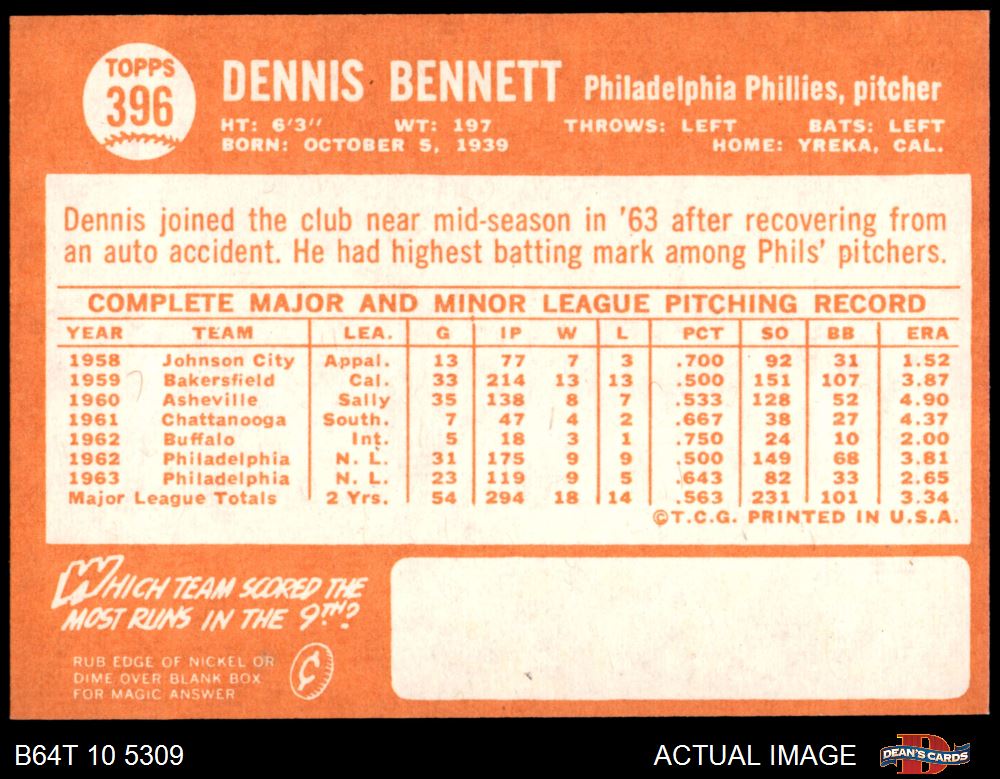 TOPPS
396
DENNIS BENNETT Philadelphia Phillies, pitcher
HT: 6'3" WT: 197 THROWS: LEFT BATS: LEFT
BORN: OCTOBER 5, 1939 HOME: YREKA, CAL.
Dennis joined the club near mid-season in '63 after recovering from
an auto accident. He had highest batting mark among Phils' pitchers.
COMPLETE MAJOR AND MINOR LEAGUE PITCHING RECORD
YEAR TEAM LEA. G IP W L PCT SO BB ERA
1958 Johnson City Appal. 13 77 7 3 .700 92 31 1.52
1959 Bakersfield Cal. 33 214 13 13 .500 151 107 3.87
1960 Asheville Sally 35 138 8 7 .533 128 52 4.90
1961 Chattanooga South. 7 47 4 2 .667 38 27 4.37
1962 Buffalo Int. 5 18 3 1 .750 24 10 2.00
1962 Philadelphia N. L. 31 175 9 9 .500 149 68 3.81
1963 Philadelphia N. L. 23 119 9 5 .643 82 33 2.65
Major League Totals 2 Yrs. 54 294 18 14 .563 231 101 3.34
©T.C.G. PRINTED IN U.S.A.
WHICH TEAM SCORED THE
MOST RUNS IN THE 9TH?
RUB EDGE OF NICKEL OR
DIME OVER BLANK BOX
FOR MAGIC ANSWER
¢
B64T 10 5309 ACTUAL IMAGE DEAN'S CARDS